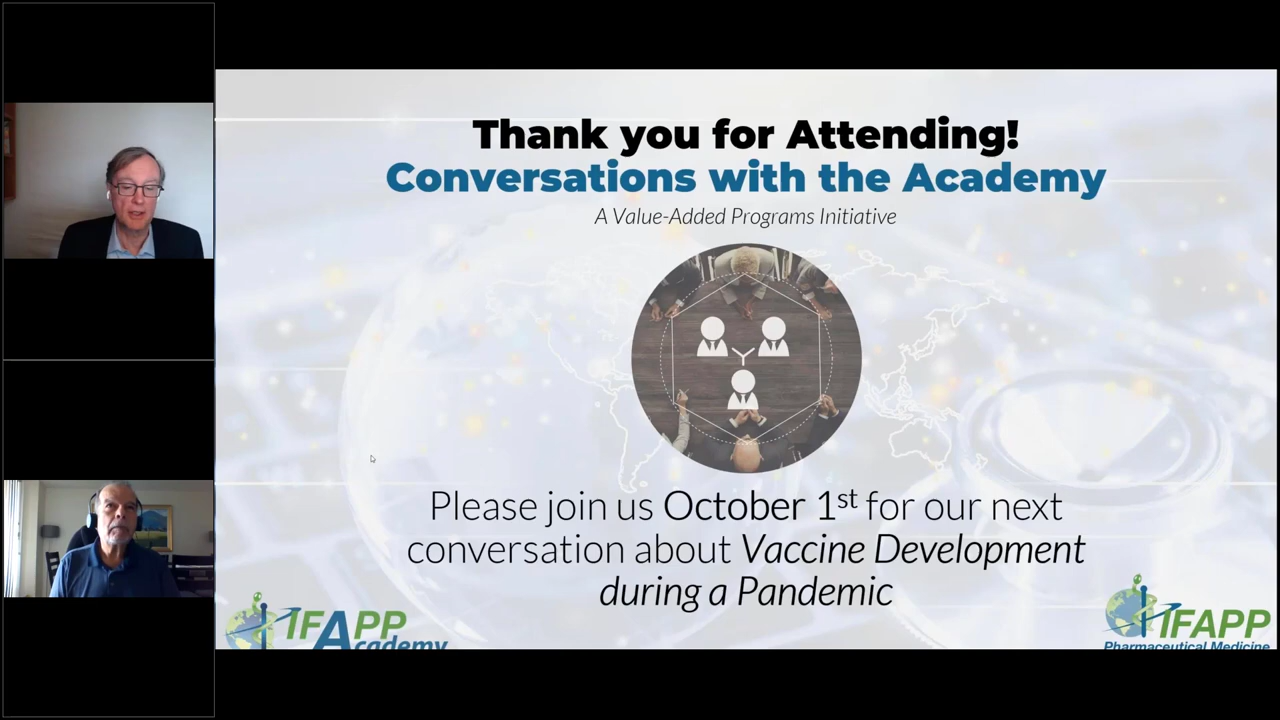 Thank you for Attending!
Conversations with the Academy
A Value-Added Programs Initiative
Please join us October 1st for our next
conversation about Vaccine Development
during a Pandemic
IFAPP
Academy
IFAPP
Pharmaceutical Medicine